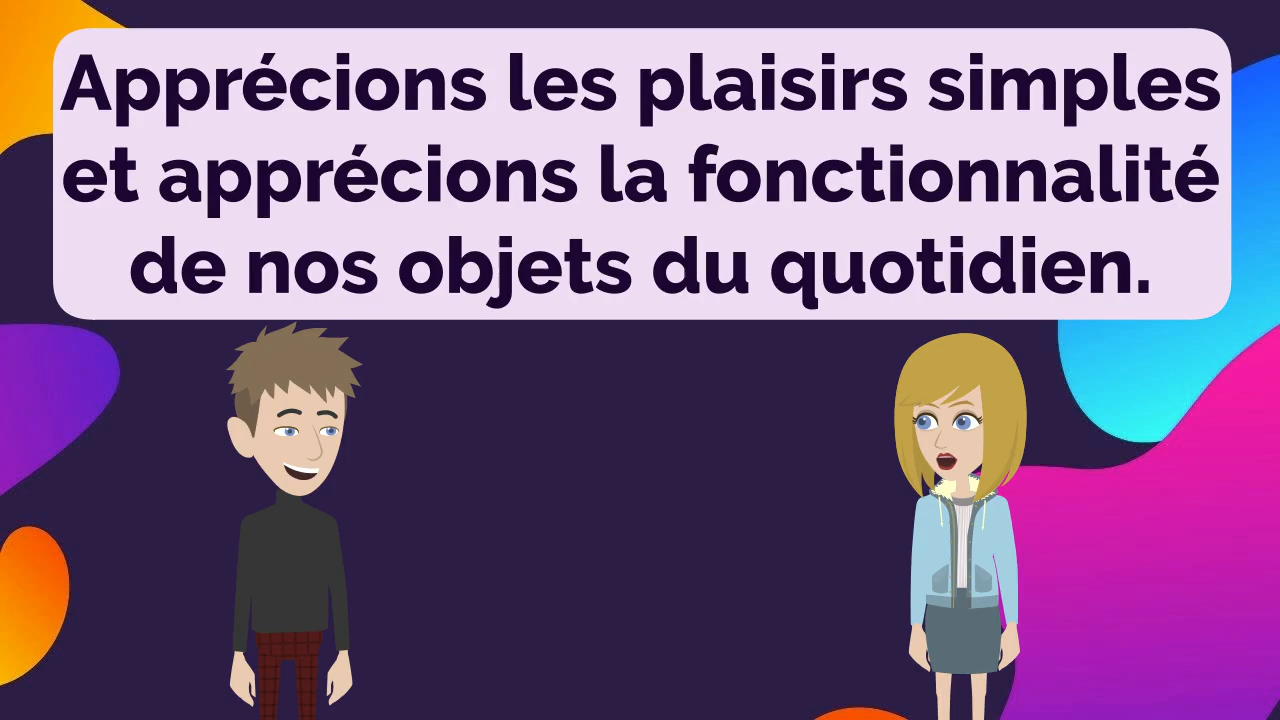 Apprécions les plaisirs simples
et apprécions la fonctionnalité
de nos objets du quotidien.